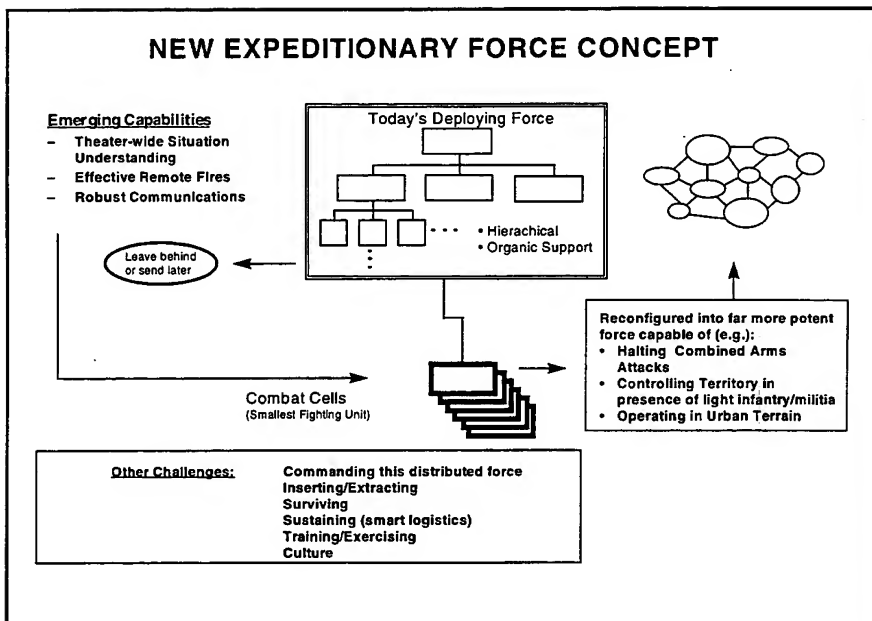 NEW EXPEDITIONARY FORCE CONCEPT
Emerging Capabilities
– Theater-wide Situation
Understanding
– Effective Remote Fires
– Robust Communications
Today's Deploying Force
• Hierachical
• Organic Support
Leave behind
or send later
Combat Cells
(Smallest Fighting Unit)
Reconfigured into far more potent
force capable of (e.g.):
• Halting Combined Arms
Attacks
• Controlling Territory in
presence of light infantry/militia
• Operating in Urban Terrain
Other Challenges: Commanding this distributed force
Inserting/Extracting
Surviving
Sustaining (smart logistics)
Training/Exercising
Culture